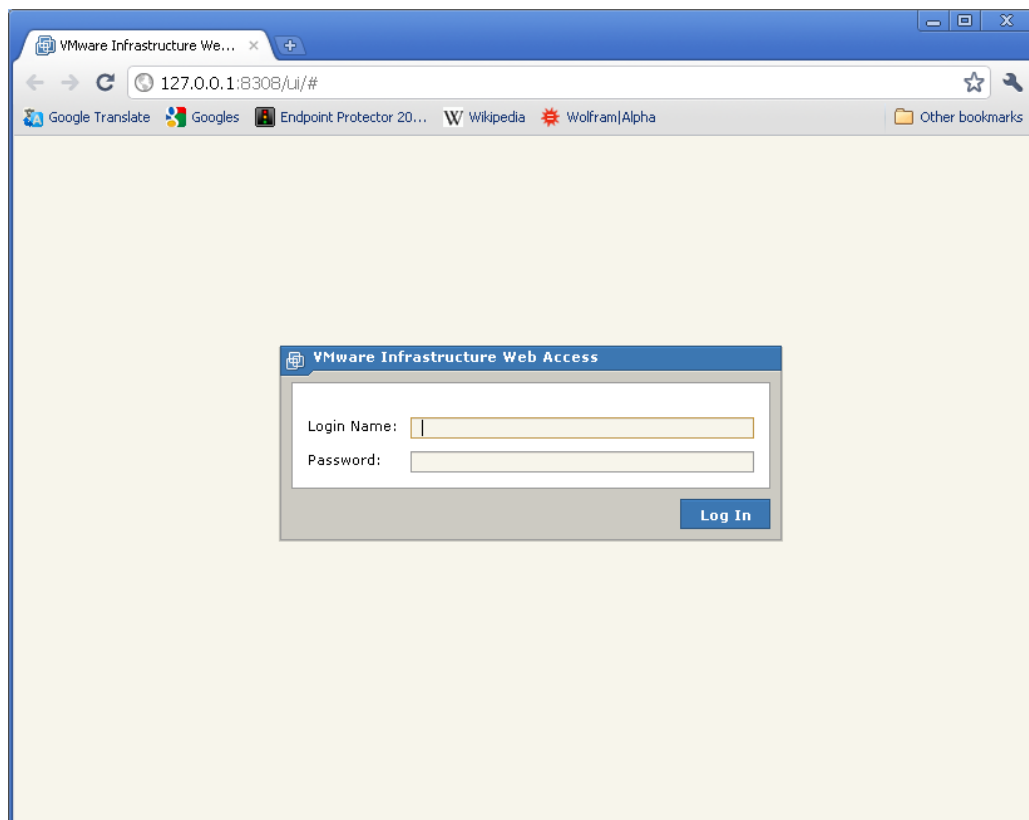 VMware Infrastructure We...
127.0.0.1:8308/ui/#
Google Translate Googles Endpoint Protector 20... Wikipedia Wolfram|Alpha Other bookmarks
VMware Infrastructure Web Access
Login Name:
Password:
Log In